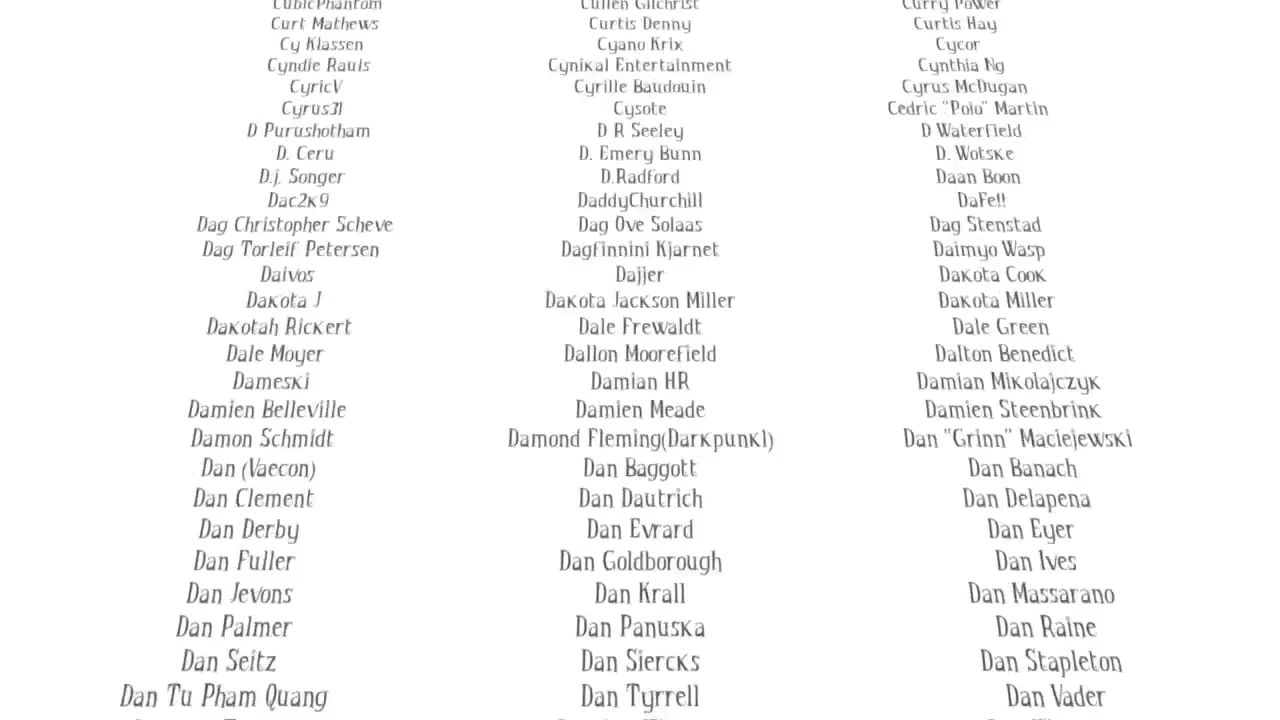 CubicPhantom Cullen Gilchrist Curry Power
Curt Mathews Curtis Denny Curtis Hay
Cy Klassen Cyano Krix Cycor
Cyndie Rauls Cynikal Entertainment Cynthia Ng
CyricV Cyrille Baudouin Cyrus McDugan
Cyrus31 Cysote Cedric "Polo" Martin
D Purushotham D R Seeley D Waterfield
D. Ceru D. Emery Bunn D. Wotske
D.j. Songer D.Radford Daan Boon
Dac2k9 DaddyChurchill DaFe!!
Dag Christopher Scheve Dag Ove Solaas Dag Stenstad
Dag Torleif Petersen Dagfinnini Kjarnet Daimyo Wasp
Daivos Dajjer Dakota Cook
Dakota J Dakota Jackson Miller Dakota Miller
Dakotah Rickert Dale Frewaldt Dale Green
Dale Moyer Dallon Moorefield Dalton Benedict
Dameski Damian HR Damian Mikolajczyk
Damien Belleville Damien Meade Damien Steenbrink
Damon Schmidt Damond Fleming(Darkpunk1) Dan "Grinn" Maciejewski
Dan (Vaecon) Dan Baggott Dan Banach
Dan Clement Dan Dautrich Dan Delapena
Dan Derby Dan Evrard Dan Eyer
Dan Fuller Dan Goldborough Dan Ives
Dan Jevons Dan Krall Dan Massarano
Dan Palmer Dan Panuska Dan Raine
Dan Seitz Dan Siercks Dan Stapleton
Dan Tu Pham Quang Dan Tyrrell Dan Vader